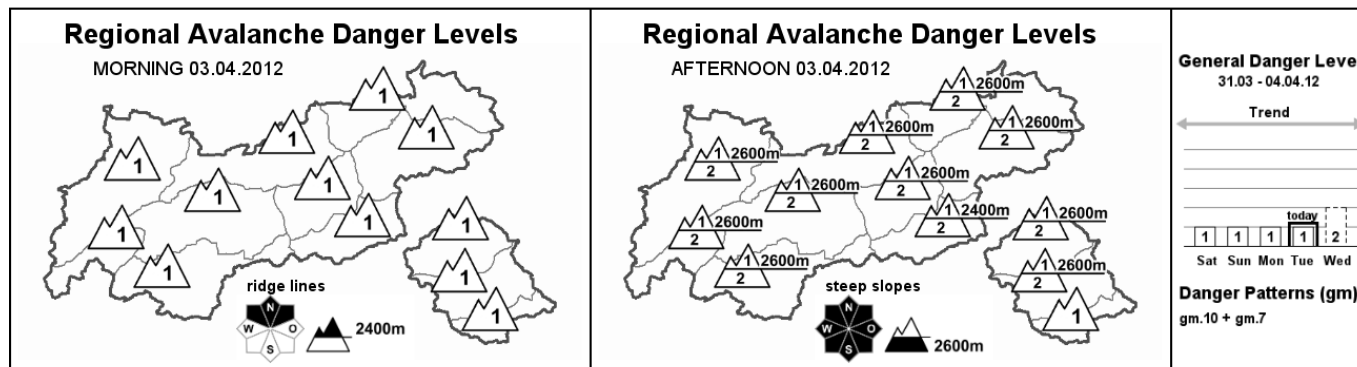 Regional Avalanche Danger Levels
MORNING 03.04.2012
1
1
1
1
1
1
1
1
1
1
1
1
ridge lines
N
W O
S
2400m
Regional Avalanche Danger Levels
AFTERNOON 03.04.2012
1 2600m
2
1 2600m
2
1 2600m
2
1 2600m
2
1 2600m
2
1 2600m
2
1 2400m
2
1 2600m
2
1 2600m
2
1 2600m
2
1 2600m
2
1
steep slopes
N
W O
S
2600m
General Danger Leve
31.03 - 04.04.12
Trend
today
1 1 1 1 2
Sat Sun Mon Tue Wed
Danger Patterns (gm)
gm.10 + gm.7